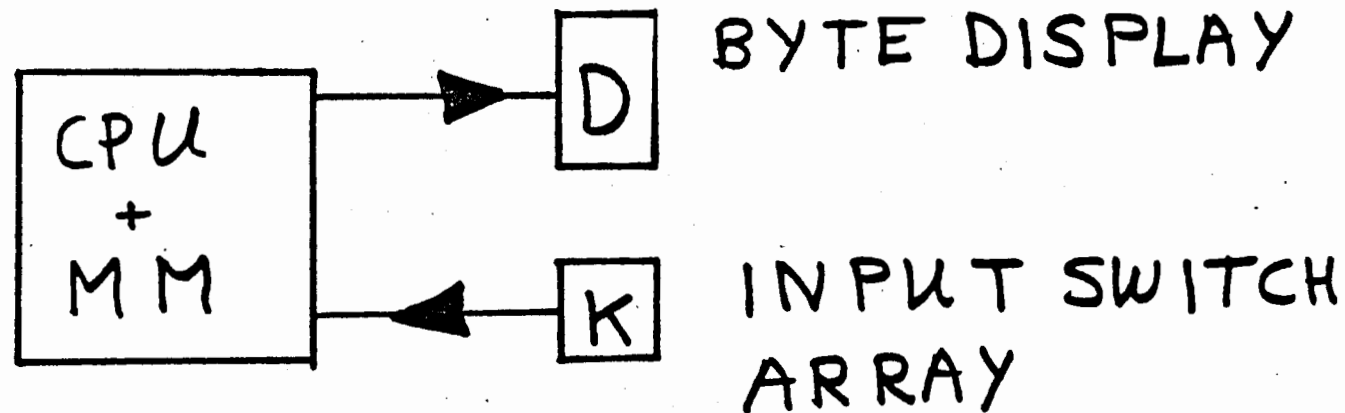 CPU
+
MM
D
BYTE DISPLAY
K
INPUT SWITCH
ARRAY